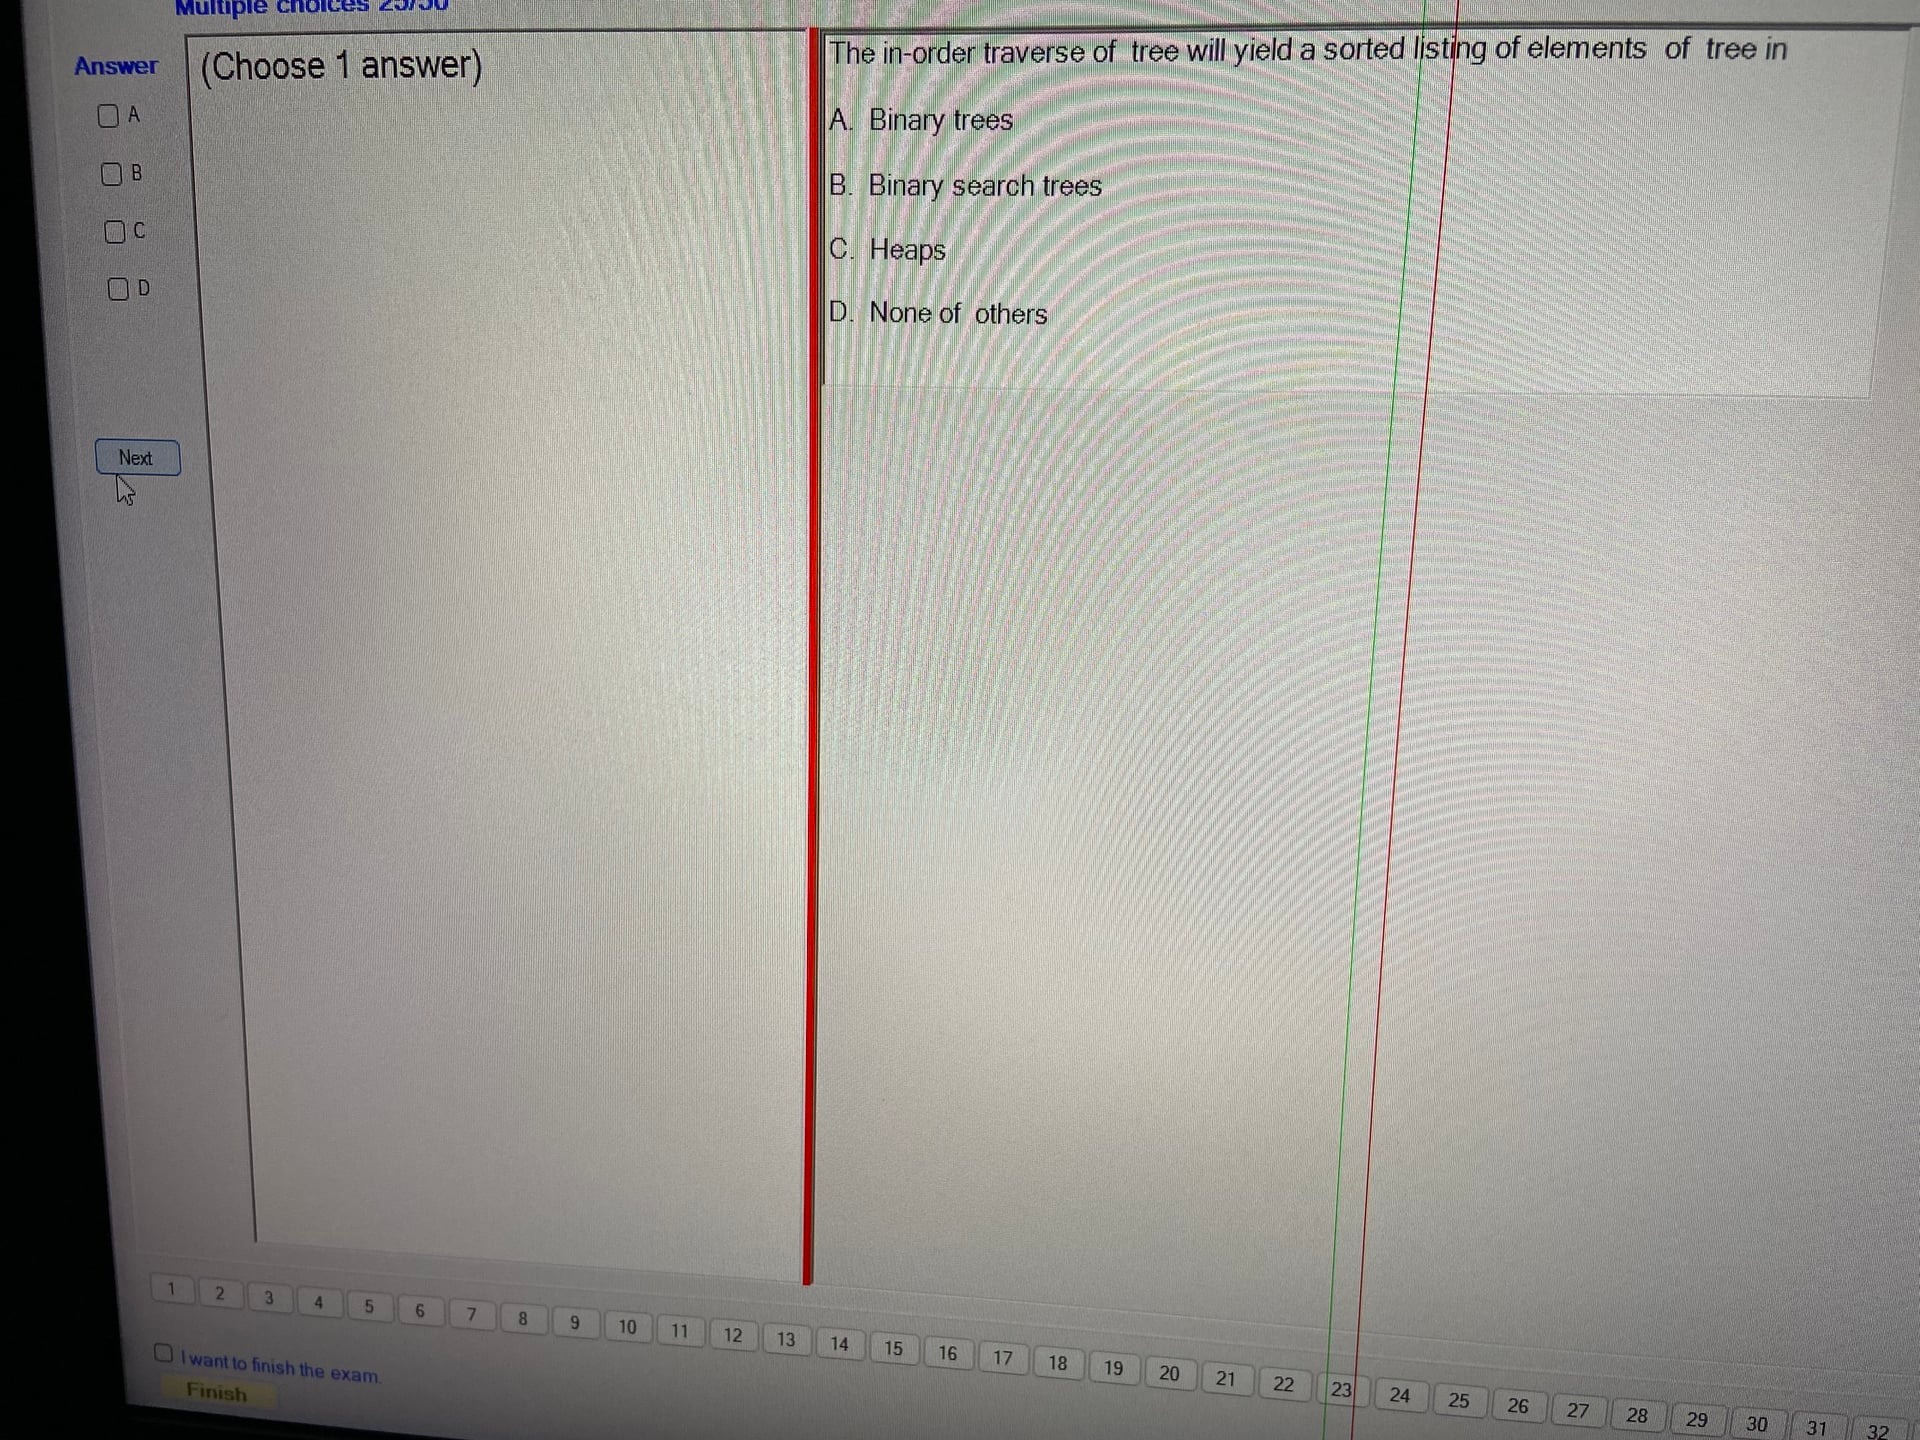 Multiple choices
Answer
(Choose 1 answer)
A
B
C
D
Next
The in-order traverse of tree will yield a sorted listing of elements of tree in
A. Binary trees
B. Binary search trees
C. Heaps
D. None of others
1 2 3 4 5 6 7 8 9 10 11 12 13 14 15 16 17 18 19 20 21 22 23 24 25 26 27 28 29 30 31 32
I want to finish the exam.
Finish